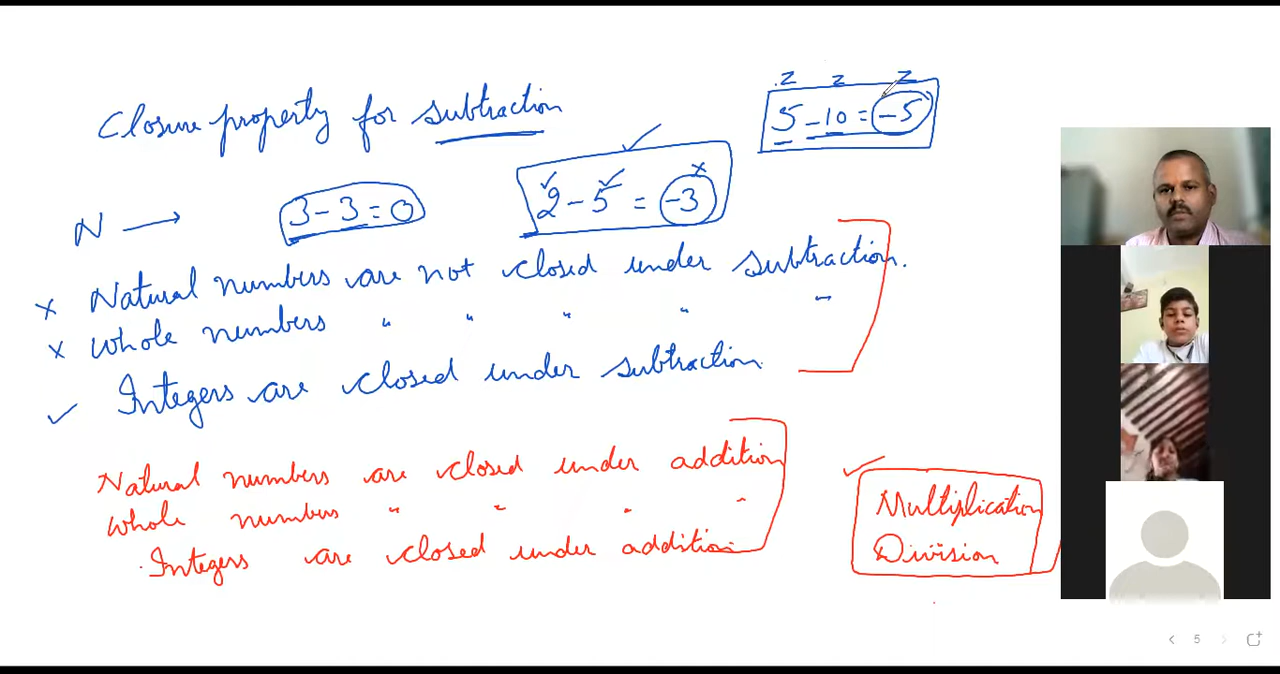 Z Z Z
Closure property for subtraction
5 - 10 = -5
N → 3 - 3 = 0 2 - 5 = -3
x Natural numbers are not closed under subtraction.
x Whole numbers " " " " "
✓ Integers are closed under subtraction
Natural numbers are closed under addition
Whole numbers " " " "
Integers are closed under addition
Multiplication
Division
5